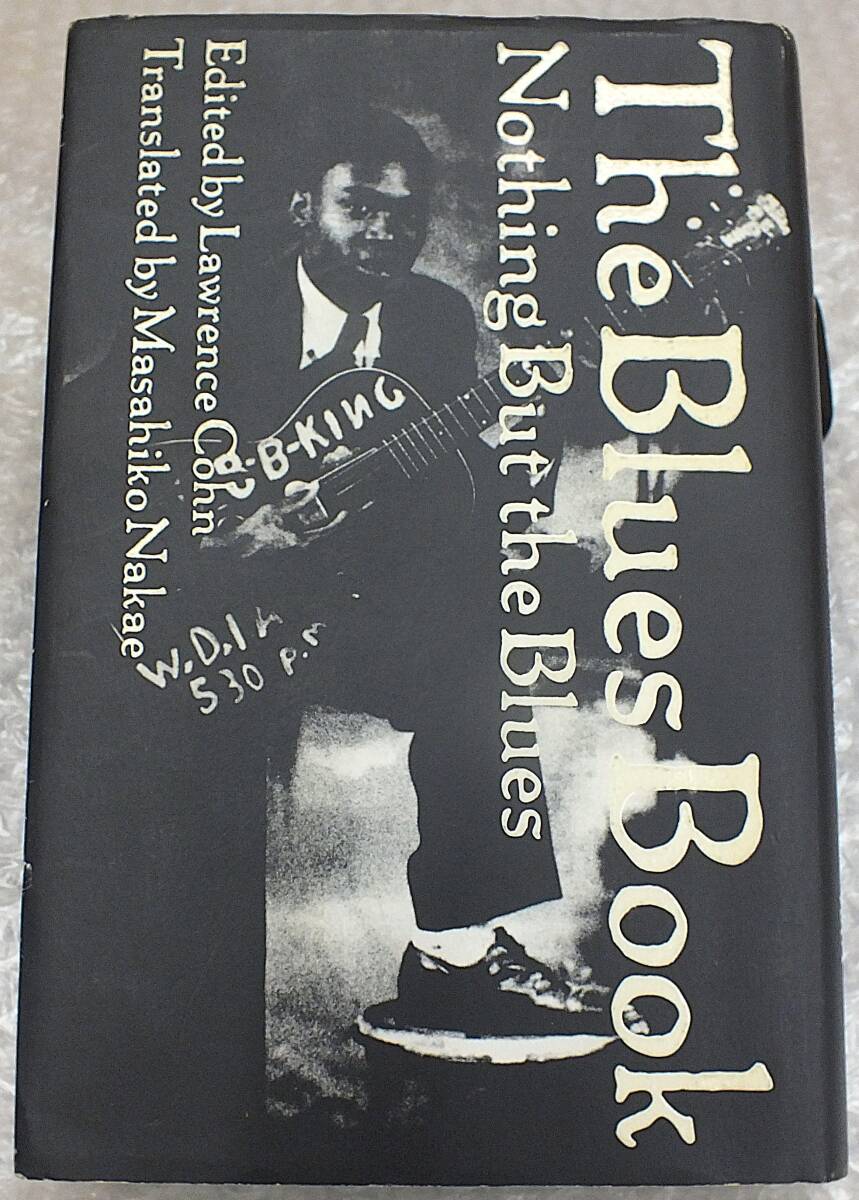 The Blues Book
Nothing But the Blues
Edited by Lawrence Cohn
Translated by Masahiko Nakae
B-B-KING
W.D.I.
530 P.M